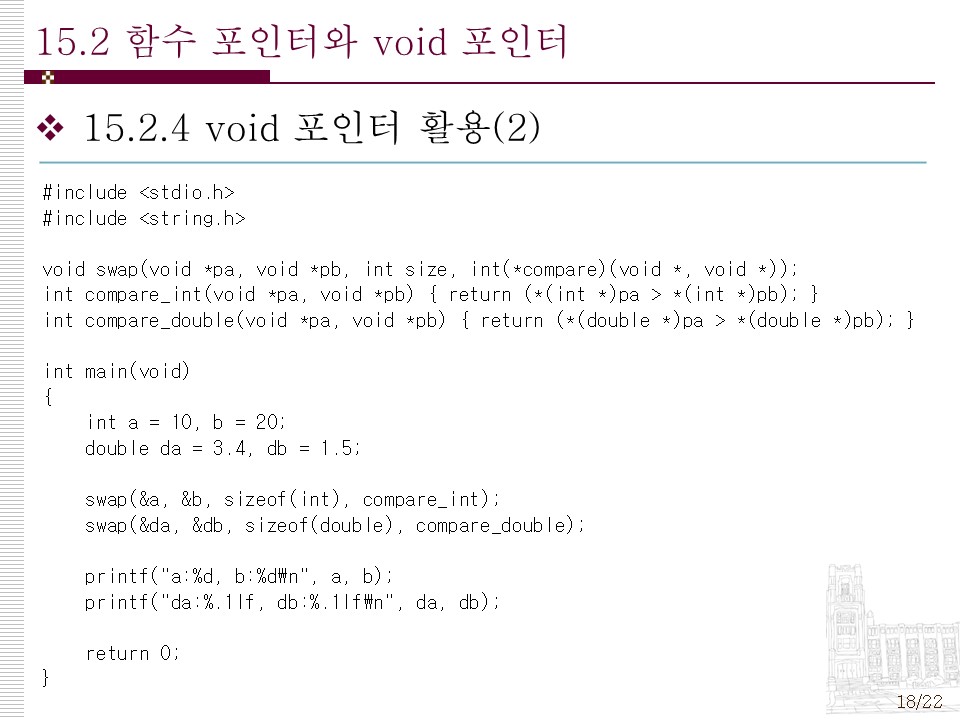 15.2 함수 포인터와 void 포인터
15.2.4 void 포인터 활용(2)
#include <stdio.h>
#include <string.h>
void swap(void *pa, void *pb, int size, int(*compare)(void *, void *));
int compare_int(void *pa, void *pb) { return (*(int *)pa > *(int *)pb); }
int compare_double(void *pa, void *pb) { return (*(double *)pa > *(double *)pb); }
int main(void)
{
    int a = 10, b = 20;
    double da = 3.4, db = 1.5;
    swap(&a, &b, sizeof(int), compare_int);
    swap(&da, &db, sizeof(double), compare_double);
    printf("a:%d, b:%d₩n", a, b);
    printf("da:%.1lf, db:%.1lf₩n", da, db);
    return 0;
}
18/22